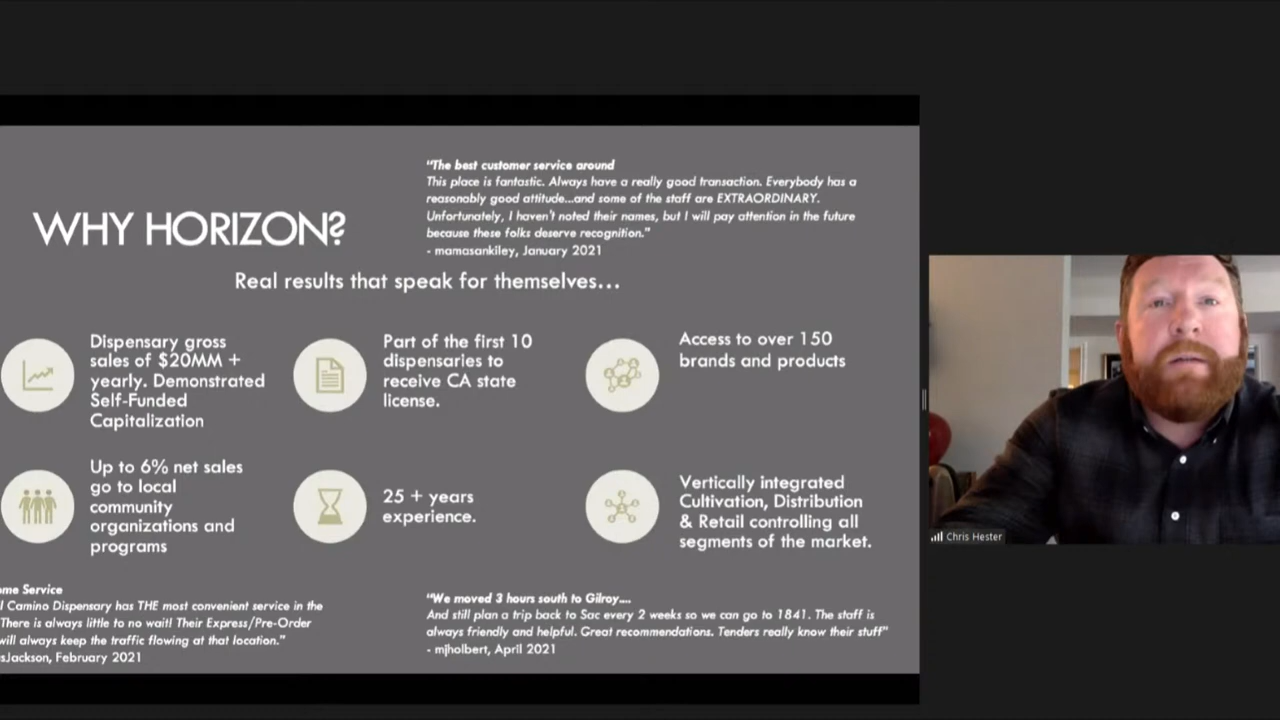 "The best customer service around
This place is fantastic. Always have a really good transaction. Everybody has a
reasonably good attitude...and some of the staff are EXTRAORDINARY.
Unfortunately, I haven't noted their names, but I will pay attention in the future
because these folks deserve recognition."
- mamasankiley, January 2021
WHY HORIZON?
Real results that speak for themselves...
Dispensary gross
sales of $20MM +
yearly. Demonstrated
Self-Funded
Capitalization
Part of the first 10
dispensaries to
receive CA state
license.
Access to over 150
brands and products
Up to 6% net sales
go to local
community
organizations and
programs
25 + years
experience.
Vertically integrated
Cultivation, Distribution
& Retail controlling all
segments of the market.
Service
Camino Dispensary has THE most convenient service in the
There is always little to no wait! Their Express/Pre-Order
will always keep the traffic flowing at that location."
February 2021
"We moved 3 hours south to Gilroy....
And still plan a trip back to Sac every 2 weeks so we can go to 1841. The staff is
always friendly and helpful. Great recommendations. Tenders really know their stuff"
- mjholbert, April 2021
Chris Hester